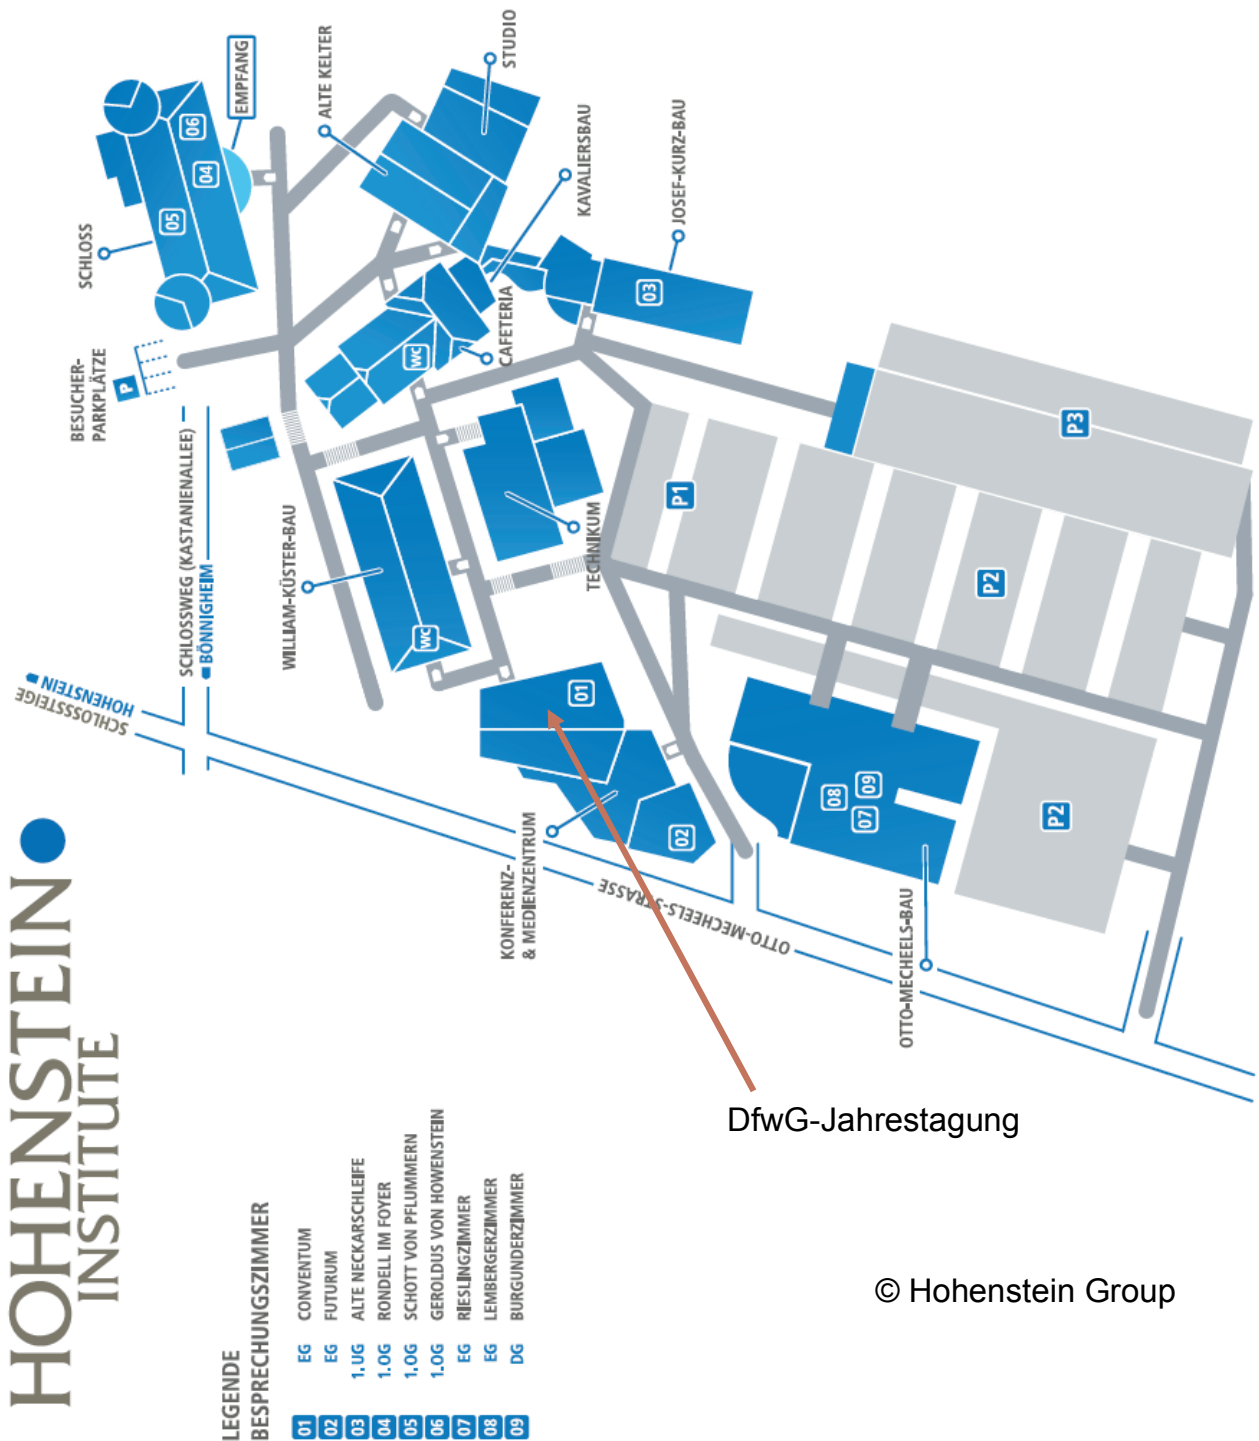 HOHENSTEIN
INSTITUTE
SCHLOSSSTEIGE
HOHENSTEIN
SCHLOSSWEG (KASTANIENALLEE)
BÖNNIGHEIM
BESUCHER-
PARKPLÄTZE
P
SCHLOSS
05
04
06
EMPFANG
ALTE KELTER
STUDIO
KAVALIERSBAU
JOSEF-KURZ-BAU
03
CAFETERIA
WC
WILLIAM-KÜSTER-BAU
WC
TECHNIKUM
KONFERENZ-
& MEDIENZENTRUM
01
02
OTTO-MECHEELS-STRASSE
OTTO-MECHEELS-BAU
08
09
07
P1
P2
P2
P3
DfwG-Jahrestagung
LEGENDE
BESPRECHUNGSZIMMER
01 EG CONVENTUM
02 EG FUTURUM
03 1.UG ALTE NECKARSCHLEIFE
04 1.OG RONDELL IM FOYER
05 1.OG SCHOTT VON PFLUMMERN
06 1.OG GEROLDUS VON HOWENSTEIN
07 EG RIESLINGZIMMER
08 EG LEMBERGERZIMMER
09 DG BURGUNDERZIMMER
© Hohenstein Group